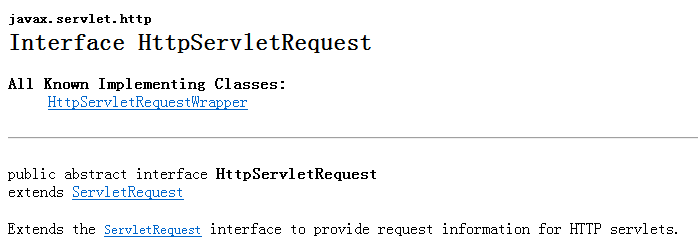 javax.servlet.http
Interface HttpServletRequest
All Known Implementing Classes:
HttpServletRequestWrapper
public abstract interface HttpServletRequest
extends ServletRequest
Extends the ServletRequest interface to provide request information for HTTP servlets.